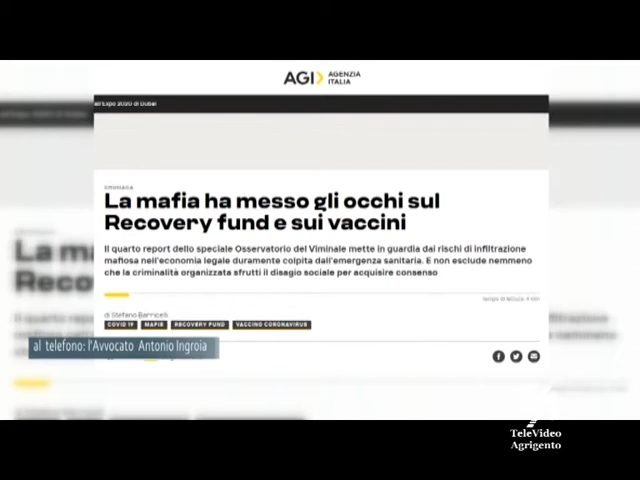 AGI> AGENZIA
ITALIA
all'Expo 2020 di Dubai
CRONACA
La mafia ha messo gli occhi sul
Recovery fund e sui vaccini
Il quarto report dello speciale Osservatorio del Viminale mette in guardia dai rischi di infiltrazione
mafiosa nell'economia legale duramente colpita dall'emergenza sanitaria. E non esclude nemmeno
che la criminalità organizzata sfrutti il disagio sociale per acquisire consenso
tempo di lettura: 4 min
di Stefano Barricelli
COVID 19 MAFIE RECOVERY FUND VACCINO CORONAVIRUS
al telefono: l'Avvocato Antonio Ingroia
TeleVideo
Agrigento